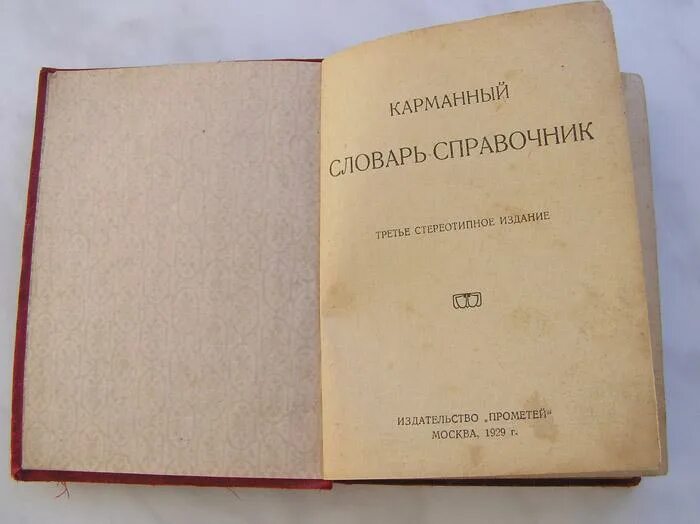 КАРМАННЫЙ
СЛОВАРЬ-СПРАВОЧНИК
ТРЕТЬЕ СТЕРЕОТИПНОЕ ИЗДАНИЕ
ИЗДАТЕЛЬСТВО „ПРОМЕТЕЙ“
МОСКВА, 1929 г.